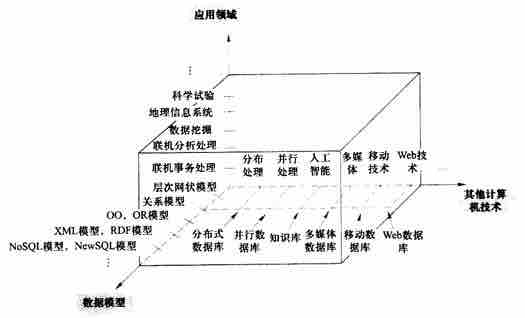 应用领域
⋮
科学试验
地理信息系统
数据挖掘
联机分析处理
联机事务处理
分布
处理
并行
处理
人工
智能
多媒
体
移动
技术
Web技
术
…
层次网状模型
其他计算
机技术
关系模型
OO、OR模型
XML模型、RDF模型
NoSQL模型、NewSQL模型
⋮
分布式
数据库
并行数
据库
知识库
多媒体
数据库
移动数
据库
Web数据
库
数据模型